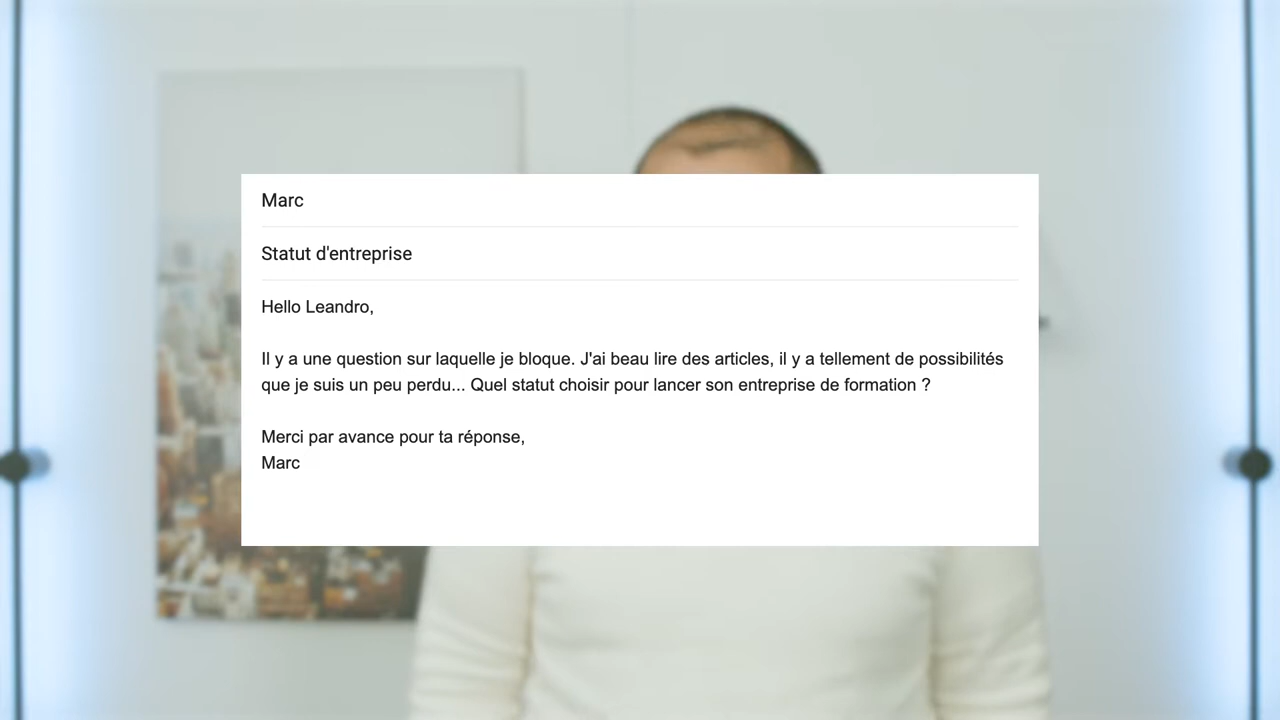 Marc
Statut d'entreprise
Hello Leandro,
Il y a une question sur laquelle je bloque. J'ai beau lire des articles, il y a tellement de possibilités
que je suis un peu perdu... Quel statut choisir pour lancer son entreprise de formation ?
Merci par avance pour ta réponse,
Marc